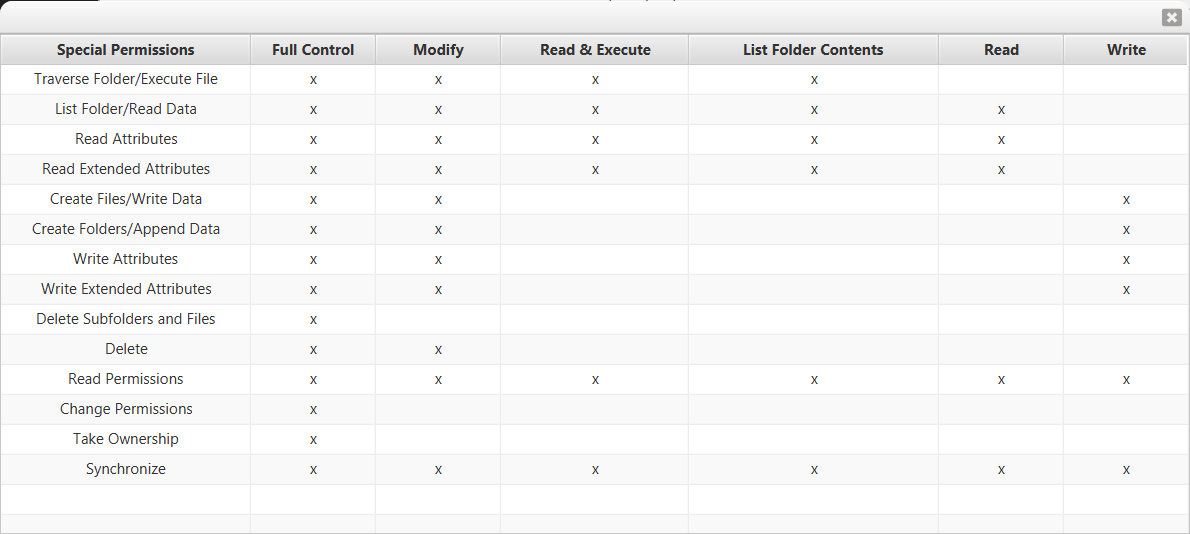 Special Permissions Full Control Modify Read & Execute List Folder Contents Read Write
Traverse Folder/Execute File x x x x
List Folder/Read Data x x x x x
Read Attributes x x x x x
Read Extended Attributes x x x x x
Create Files/Write Data x x x
Create Folders/Append Data x x x
Write Attributes x x x
Write Extended Attributes x x x
Delete Subfolders and Files x
Delete x x
Read Permissions x x x x x x
Change Permissions x
Take Ownership x
Synchronize x x x x x x